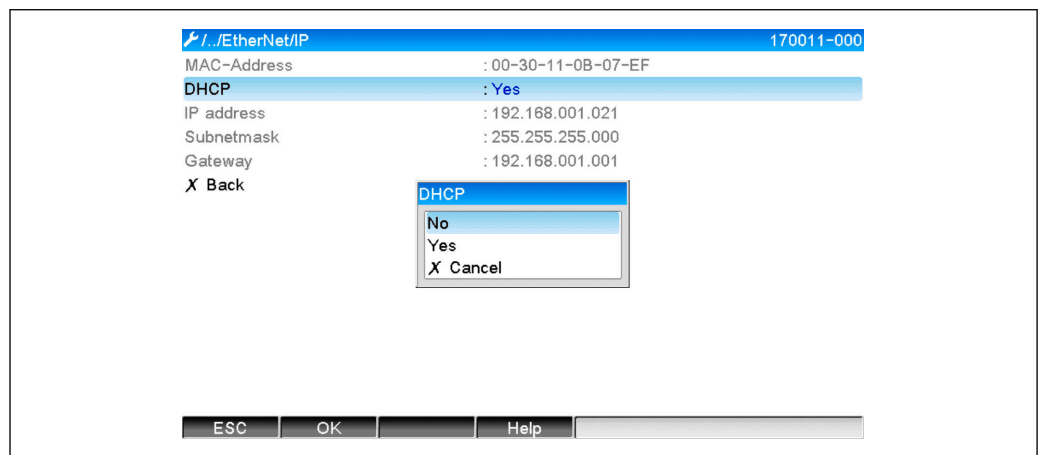 /../EtherNet/IP 170011-000
MAC-Address : 00-30-11-0B-07-EF
DHCP : Yes
IP address : 192.168.001.021
Subnetmask : 255.255.255.000
Gateway : 192.168.001.001
X Back
DHCP
No
Yes
X Cancel
ESC OK Help